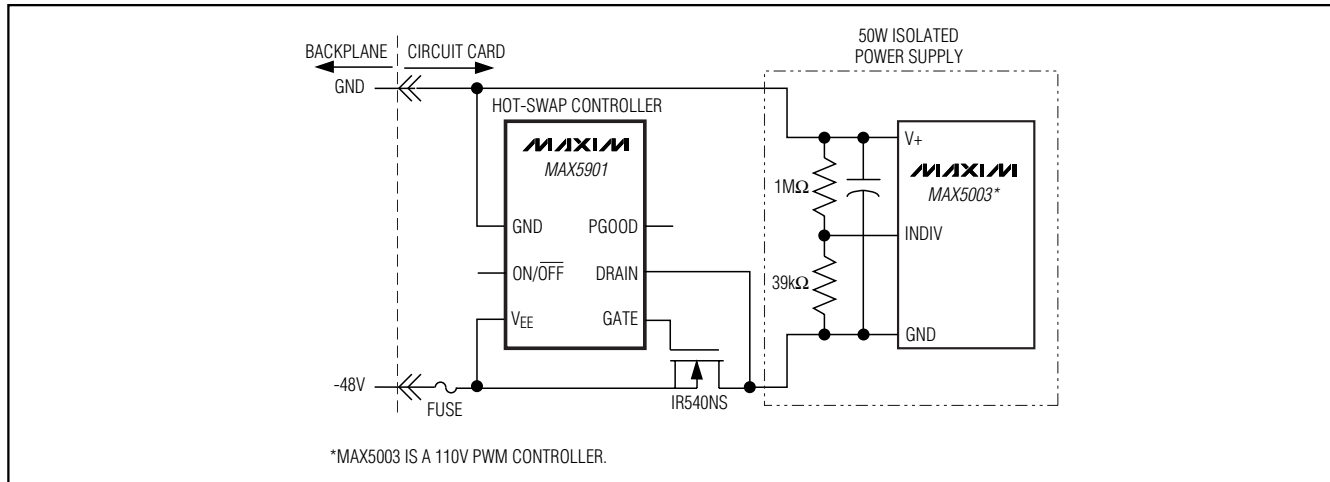 50W ISOLATED
POWER SUPPLY
BACKPLANE
CIRCUIT CARD
GND
HOT-SWAP CONTROLLER
MAXIM
MAX5901
GND
PGOOD
ON/OFF
DRAIN
VEE
GATE
-48V
FUSE
IR540NS
1MΩ
39kΩ
V+
MAXIM
MAX5003*
INDIV
GND
*MAX5003 IS A 110V PWM CONTROLLER.